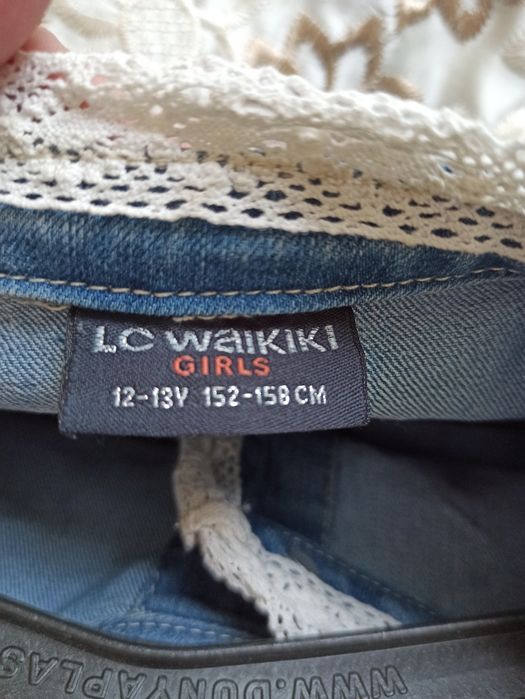 LC WAIKIKI
GIRLS
12-13Y 152-158 CM
WWW.DUNYAPLAS